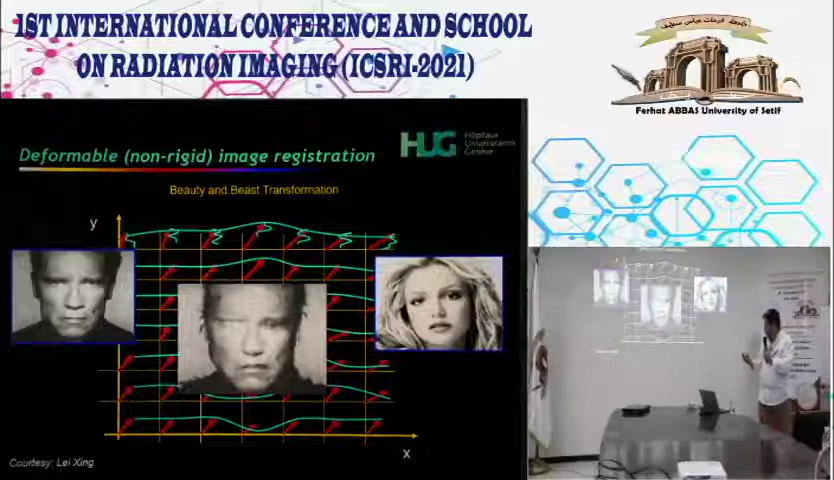 1ST INTERNATIONAL CONFERENCE AND SCHOOL
ON RADIATION IMAGING (ICSRI-2021)
Ferhat ABBAS University of Setif
HUG
Hôpitaux
Universitaires
Genève
Deformable (non-rigid) image registration
Beauty and Beast Transformation
y
x
Courtesy: Lei Xing